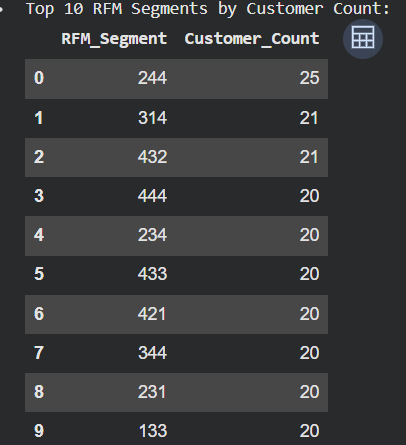 Top 10 RFM Segments by Customer Count:
RFM_Segment Customer_Count
0 244 25
1 314 21
2 432 21
3 444 20
4 234 20
5 433 20
6 421 20
7 344 20
8 231 20
9 133 20